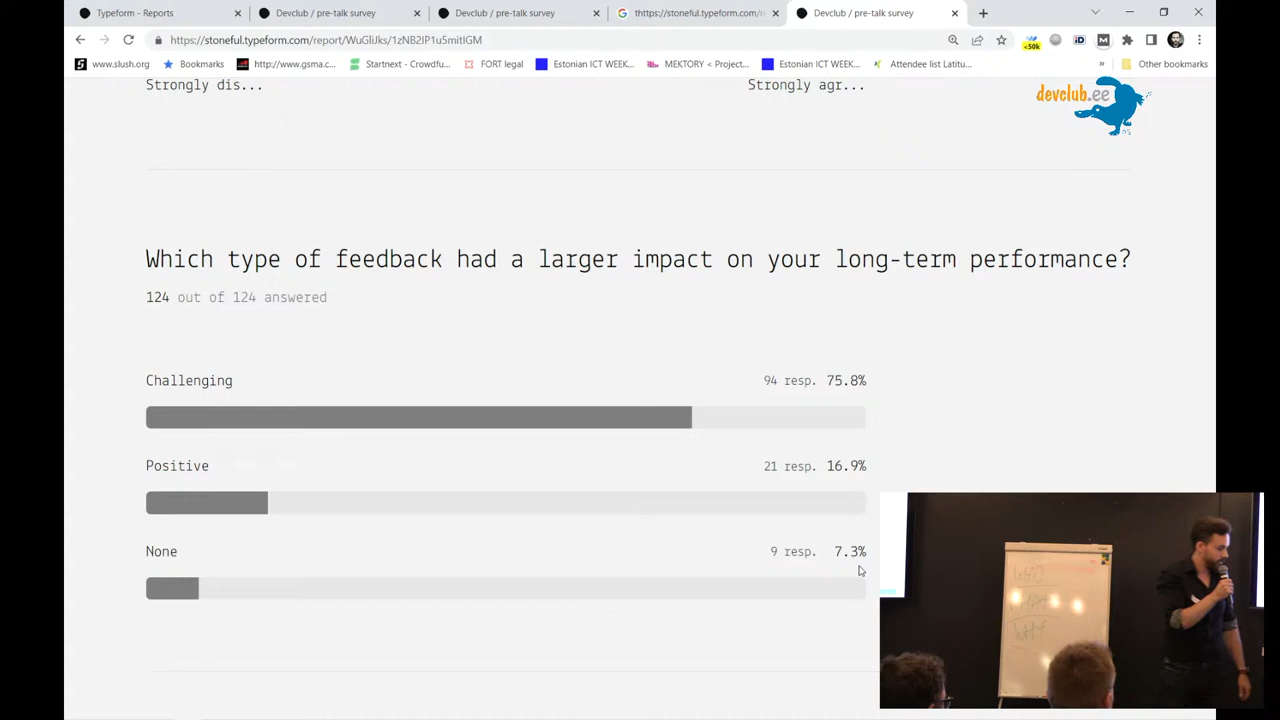 Typeform - Reports
Devclub / pre-talk survey
Devclub / pre-talk survey
thttps://stoneful.typeform.com/r
Devclub / pre-talk survey
https://stoneful.typeform.com/report/WuGliJks/1zNB2IP1u5mitIGM
<50k
iD
www.slush.org
Bookmarks
http://www.gsma.c...
Startnext - Crowdfu...
FORT legal
Estonian ICT WEEK...
MEKTORY < Project...
Estonian ICT WEEK...
Attendee list Latitu...
»
Other bookmarks
Strongly dis...
Strongly agr...
devclub.ee
Which type of feedback had a larger impact on your long-term performance?
124 out of 124 answered
Challenging
94 resp. 75.8%
Positive
21 resp. 16.9%
None
9 resp. 7.3%